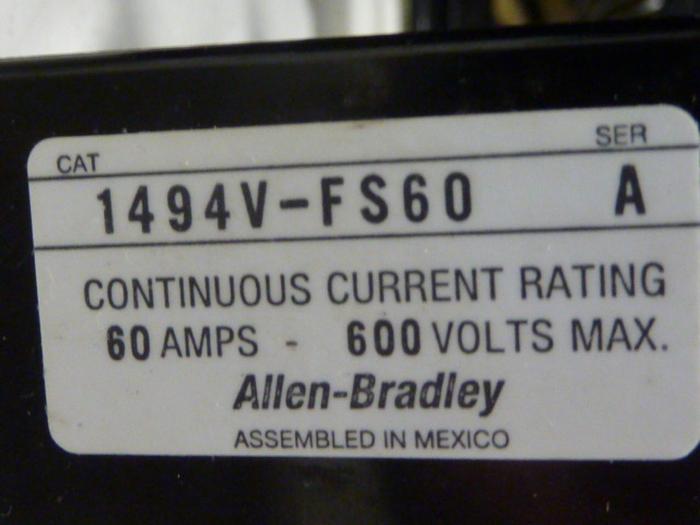 CAT SER
1494V-FS60 A
CONTINUOUS CURRENT RATING
60 AMPS - 600 VOLTS MAX.
Allen-Bradley
ASSEMBLED IN MEXICO